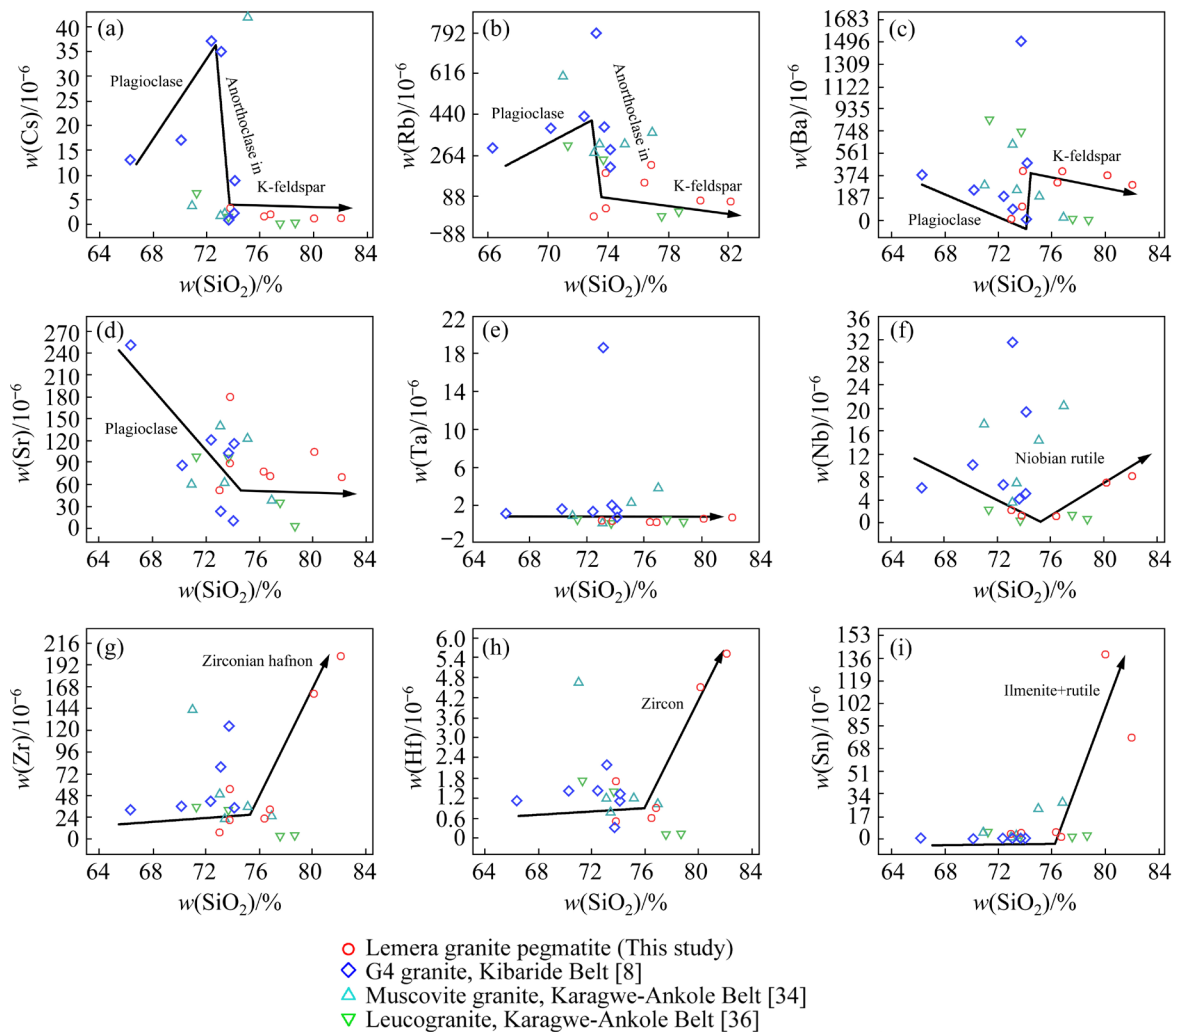 (a)
w(Cs)/10⁻⁶
40
35
30
25
20
15
10
5
0
Plagioclase
Anorthoclase in
K-feldspar
64 68 72 76 80 84
w(SiO₂)/%
(b)
w(Rb)/10⁻⁶
792
616
440
264
88
−88
Plagioclase
Anorthoclase in
K-feldspar
66 70 74 78 82
w(SiO₂)/%
(c)
w(Ba)/10⁻⁶
1683
1496
1309
1122
935
748
561
374
187
0
Plagioclase
K-feldspar
64 68 72 76 80 84
w(SiO₂)/%
(d)
w(Sr)/10⁻⁶
270
240
210
180
150
120
90
60
30
0
Plagioclase
64 68 72 76 80 84
w(SiO₂)/%
(e)
w(Ta)/10⁻⁶
22
18
14
10
6
2
−2
64 68 72 76 80 84
w(SiO₂)/%
(f)
w(Nb)/10⁻⁶
36
32
28
24
20
16
12
8
4
0
Niobian rutile
64 68 72 76 80 84
w(SiO₂)/%
(g)
w(Zr)/10⁻⁶
216
192
168
144
120
96
72
48
24
0
Zirconian hafnon
64 68 72 76 80 84
w(SiO₂)/%
(h)
w(Hf)/10⁻⁶
6.0
5.4
4.8
4.2
3.6
3.0
2.4
1.8
1.2
0.6
0
Zircon
64 68 72 76 80 84
w(SiO₂)/%
(i)
w(Sn)/10⁻⁶
153
136
119
102
85
68
51
34
17
0
Ilmenite+rutile
64 68 72 76 80 84
w(SiO₂)/%
Lemera granite pegmatite (This study)
G4 granite, Kibaride Belt [8]
Muscovite granite, Karagwe-Ankole Belt [34]
Leucogranite, Karagwe-Ankole Belt [36]